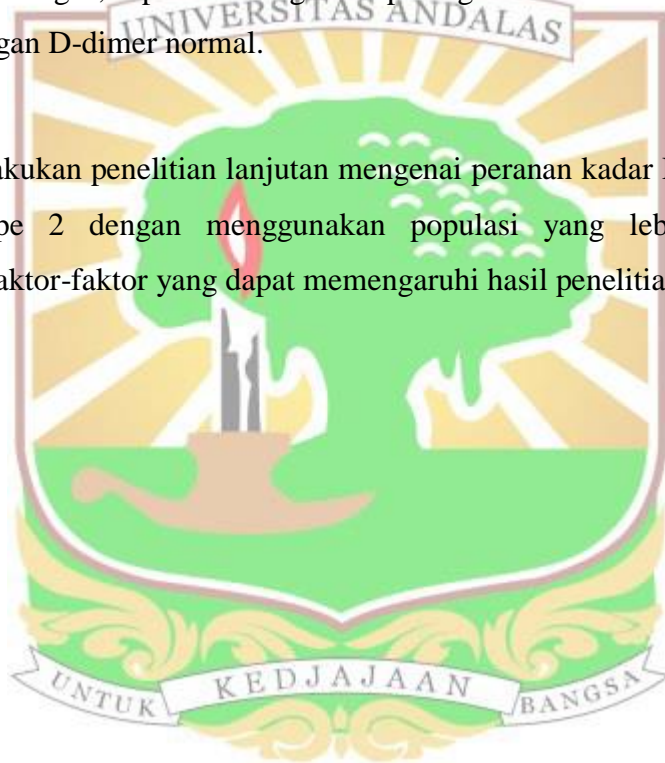 UNIVERSITAS ANDALAS
gan D-dimer normal.
akukan penelitian lanjutan mengenai peranan kadar
pe 2 dengan menggunakan populasi yang leb
aktor-faktor yang dapat memengaruhi hasil penelitia
UNTUK KEDJAJAAN BANGSA